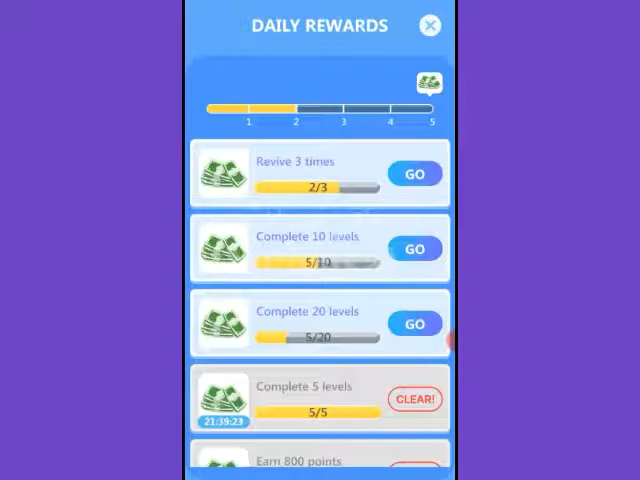 DAILY REWARDS
1 2 3 4 5
Revive 3 times
2/3
GO
Complete 10 levels
5/10
GO
Complete 20 levels
5/20
GO
Complete 5 levels
5/5
CLEAR!
21:39:23
Earn 800 points